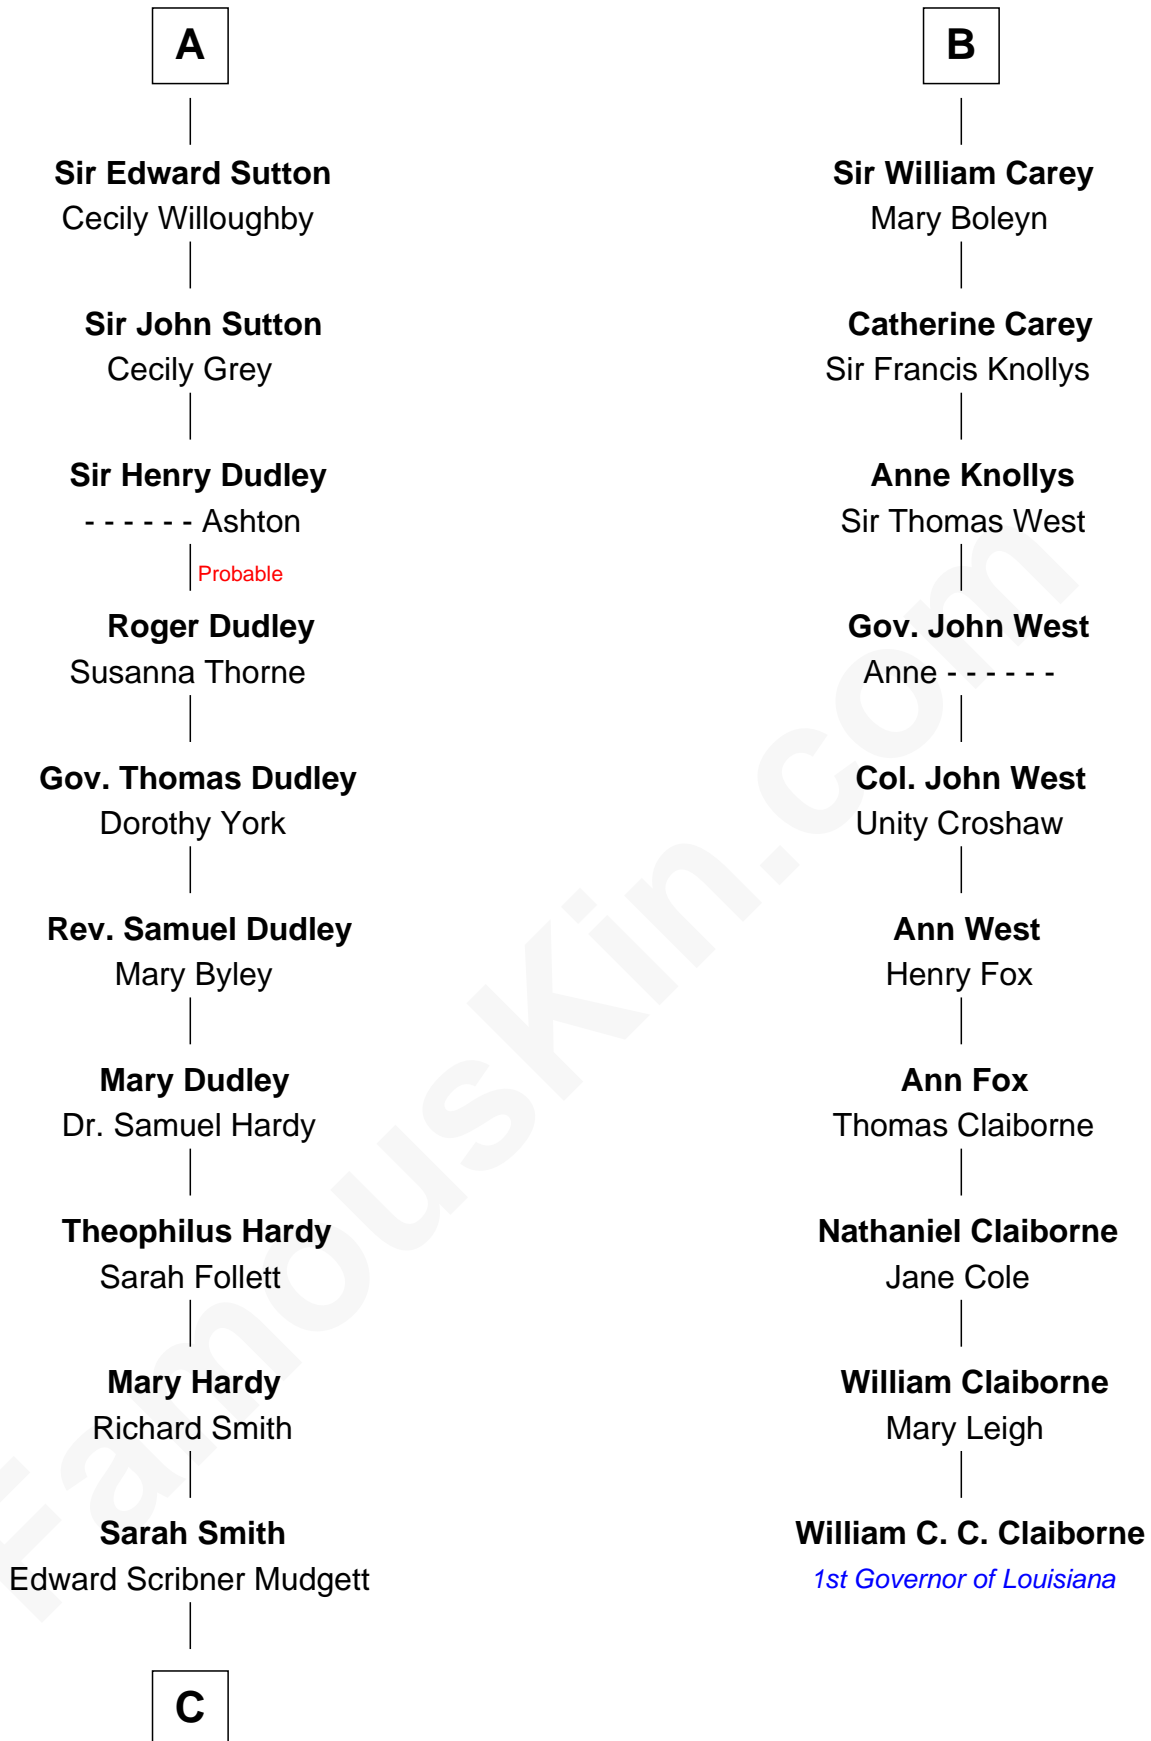 A
Sir Edward Sutton
Cecily Willoughby
Sir John Sutton
Cecily Grey
Sir Henry Dudley
- - - - - - Ashton
Probable
Roger Dudley
Susanna Thorne
Gov. Thomas Dudley
Dorothy York
Rev. Samuel Dudley
Mary Byley
Mary Dudley
Dr. Samuel Hardy
Theophilus Hardy
Sarah Follett
Mary Hardy
Richard Smith
Sarah Smith
Edward Scribner Mudgett
C
B
Sir William Carey
Mary Boleyn
Catherine Carey
Sir Francis Knollys
Anne Knollys
Sir Thomas West
Gov. John West
Anne - - - - - -
Col. John West
Unity Croshaw
Ann West
Henry Fox
Ann Fox
Thomas Claiborne
Nathaniel Claiborne
Jane Cole
William Claiborne
Mary Leigh
William C. C. Claiborne
1st Governor of Louisiana
FamousKin.com